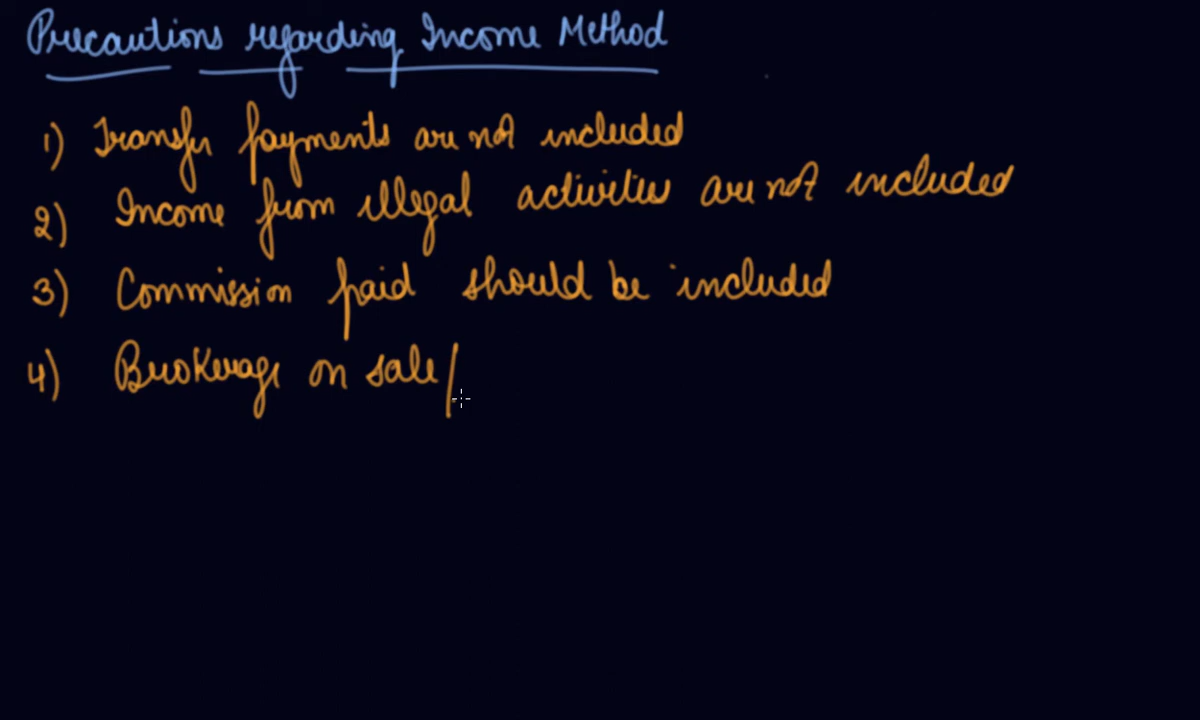 Precautions regarding Income Method
1) Transfer payments are not included
2) Income from illegal activities are not included
3) Commission paid should be included
4) Brokerage on sale/